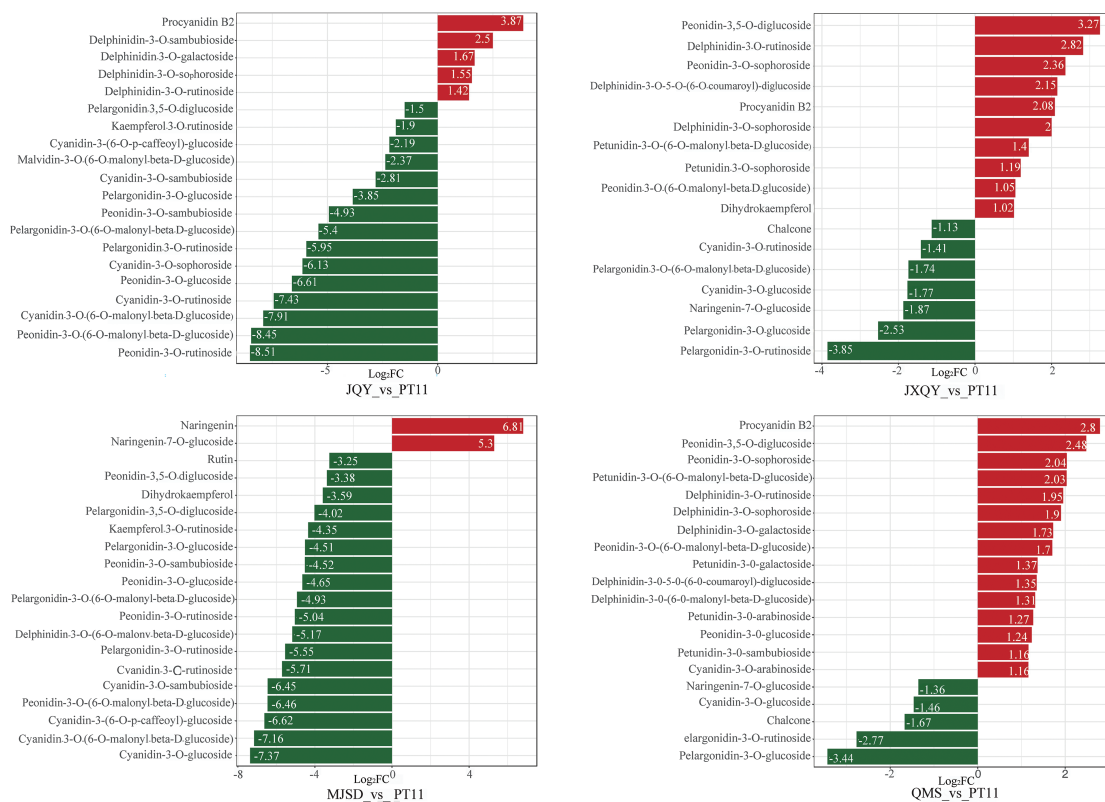 Procyanidin B2 3.87
Delphinidin-3-O-sambubioside 2.5
Delphinidin-3-O-galactoside 1.67
Delphinidin-3-O-sophoroside 1.55
Delphinidin-3-O-rutinoside 1.42
Pelargonidin-3,5-O-diglucoside -1.5
Kaempferol-3-O-rutinoside -1.9
Cyanidin-3-(6-O-p-caffeoyl)-glucoside -2.19
Malvidin-3-O-(6-O-malonyl-beta-D-glucoside) -2.37
Cyanidin-3-O-sambubioside -2.81
Pelargonidin-3-O-glucoside -3.85
Peonidin-3-O-sambubioside -4.93
Pelargonidin-3-O-(6-O-malonyl-beta-D-glucoside) -5.4
Pelargonidin-3-O-rutinoside -5.95
Cyanidin-3-O-sophoroside -6.13
Peonidin-3-O-glucoside -6.61
Cyanidin-3-O-rutinoside -7.43
Cyanidin-3-O-(6-O-malonyl-beta-D-glucoside) -7.91
Peonidin-3-O-(6-O-malonyl-beta-D-glucoside) -8.45
Peonidin-3-O-rutinoside -8.51
-5 0
Log₂FC
JQY_vs_PT11
Peonidin-3,5-O-diglucoside 3.27
Delphinidin-3-O-rutinoside 2.82
Peonidin-3-O-sophoroside 2.36
Delphinidin-3-O-5-O-(6-O-coumaroyl)-diglucoside 2.15
Procyanidin B2 2.08
Delphinidin-3-O-sophoroside 2
Petunidin-3-O-(6-O-malonyl-beta-D-glucoside) 1.4
Petunidin-3-O-sophoroside 1.19
Peonidin-3-O-(6-O-malonyl-beta-D-glucoside) 1.05
Dihydrokaempferol 1.02
Chalcone -1.13
Cyanidin-3-O-rutinoside -1.41
Pelargonidin-3-O-(6-O-malonyl-beta-D-glucoside) -1.74
Cyanidin-3-O-glucoside -1.77
Naringenin-7-O-glucoside -1.87
Pelargonidin-3-O-glucoside -2.53
Pelargonidin-3-O-rutinoside -3.85
-4 -2 0 2
Log₂FC
JXQY_vs_PT11
Naringenin 6.81
Naringenin-7-O-glucoside 5.3
Rutin -3.25
Peonidin-3,5-O-diglucoside -3.38
Dihydrokaempferol -3.59
Pelargonidin-3,5-O-diglucoside -4.02
Kaempferol-3-O-rutinoside -4.35
Pelargonidin-3-O-glucoside -4.51
Peonidin-3-O-sambubioside -4.52
Peonidin-3-O-glucoside -4.65
Pelargonidin-3-O-(6-O-malonyl-beta-D-glucoside) -4.93
Peonidin-3-O-rutinoside -5.04
Delphinidin-3-O-(6-O-malonv-beta-D-glucoside) -5.17
Pelargonidin-3-O-rutinoside -5.55
Cvanidin-3-C-rutinoside -5.71
Cyanidin-3-O-sambubioside -6.45
Peonidin-3-O-(6-O-malonyl-beta-D-glucoside) -6.46
Cyanidin-3-(6-O-p-caffeoyl)-glucoside -6.62
Cyanidin-3-O-(6-O-malonyl-beta-D-glucoside) -7.16
Cyanidin-3-O-glucoside -7.37
-8 -4 0 4
Log₂FC
MJSD_vs_PT11
Procyanidin B2 2.8
Peonidin-3,5-O-diglucoside 2.48
Peonidin-3-O-sophoroside 2.04
Petunidin-3-O-(6-O-malonyl-beta-D-glucoside) 2.03
Delphinidin-3-O-rutinoside 1.95
Delphinidin-3-O-sophoroside 1.9
Delphinidin-3-O-galactoside 1.73
Peonidin-3-O-(6-O-malonyl-beta-D-glucoside) 1.7
Petunidin-3-0-galactoside 1.37
Delphinidin-3-0-5-0-(6-0-coumaroyl)-diglucoside 1.35
Delphinidin-3-0-(6-0-malonyl-beta-D-glucoside) 1.31
Petunidin-3-0-arabinoside 1.27
Peonidin-3-0-glucoside 1.24
Petunidin-3-0-sambubioside 1.16
Cyanidin-3-O-arabinoside 1.16
Naringenin-7-O-glucoside -1.36
Cyanidin-3-O-glucoside -1.46
Chalcone -1.67
elargonidin-3-O-rutinoside -2.77
Pelargonidin-3-O-glucoside -3.44
-2 0 2
Log₂FC
QMS_vs_PT11